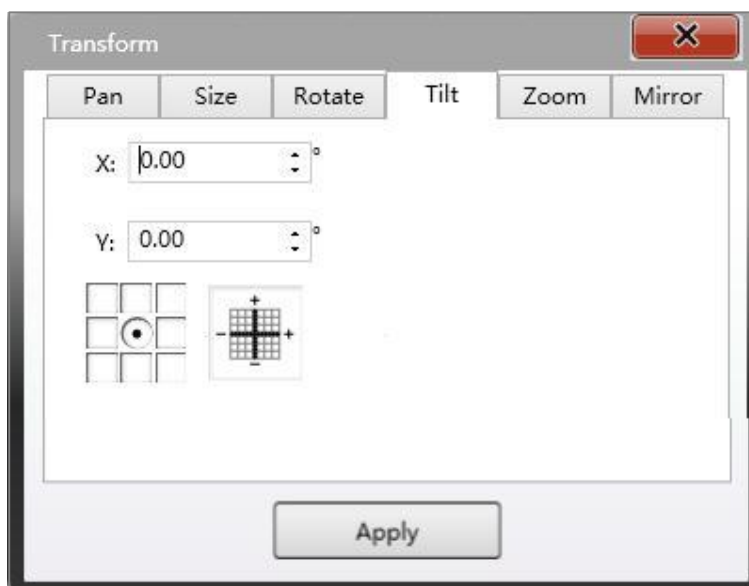 Transform
Pan Size Rotate Tilt Zoom Mirror
X: 0.00 °
Y: 0.00 °
+
- +
-
Apply